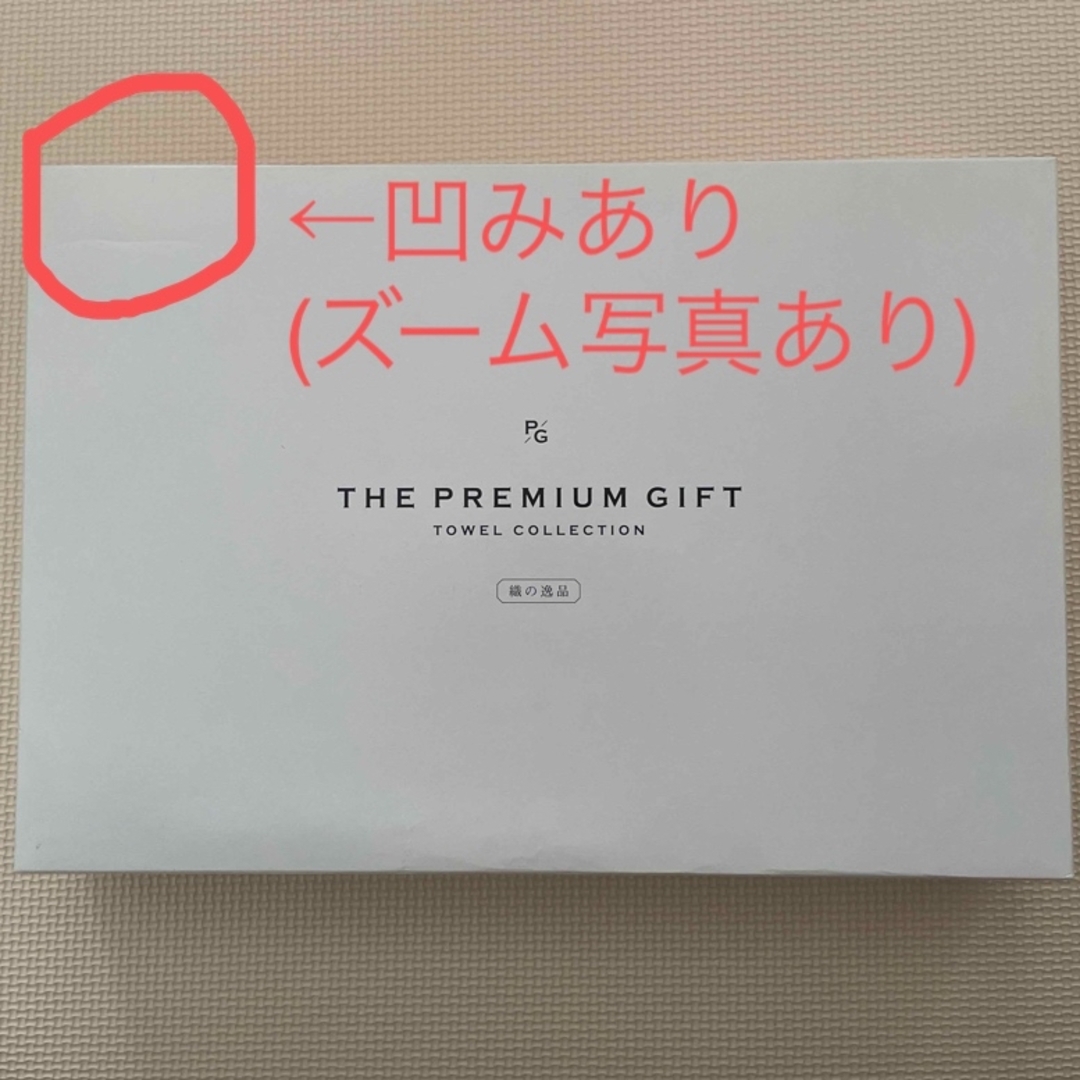 ←凹みあり
(ズーム写真あり)
P/G
THE PREMIUM GIFT
TOWEL COLLECTION
織の逸品